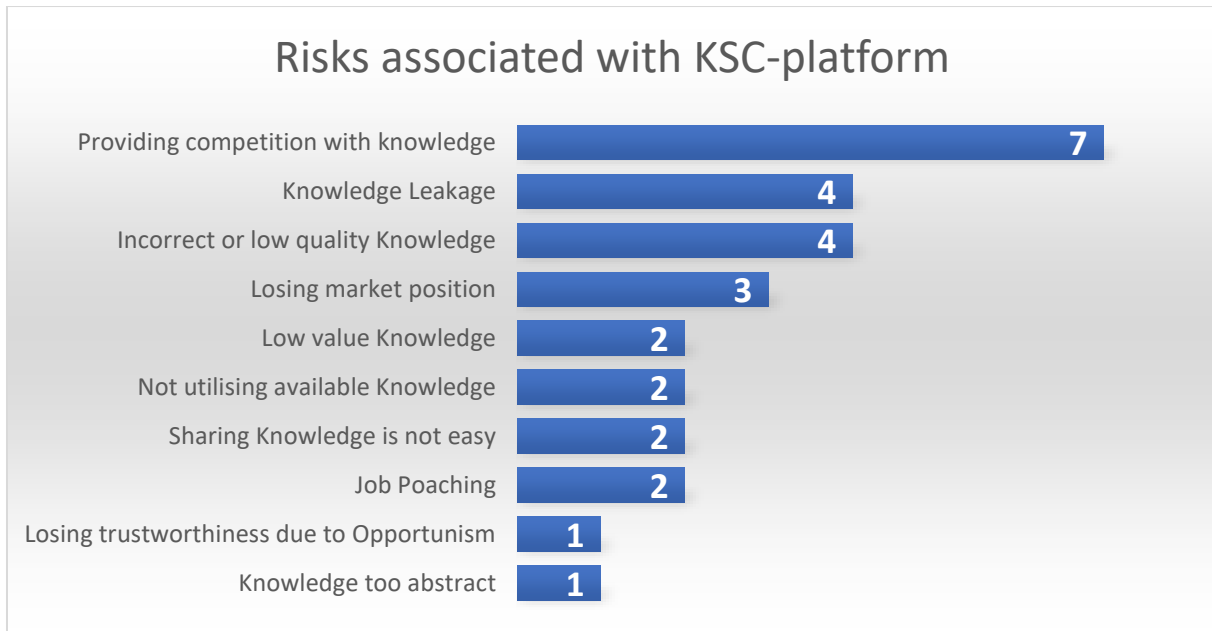 Risks associated with KSC-platform
Providing competition with knowledge 7
Knowledge Leakage 4
Incorrect or low quality Knowledge 4
Losing market position 3
Low value Knowledge 2
Not utilising available Knowledge 2
Sharing Knowledge is not easy 2
Job Poaching 2
Losing trustworthiness due to Opportunism 1
Knowledge too abstract 1